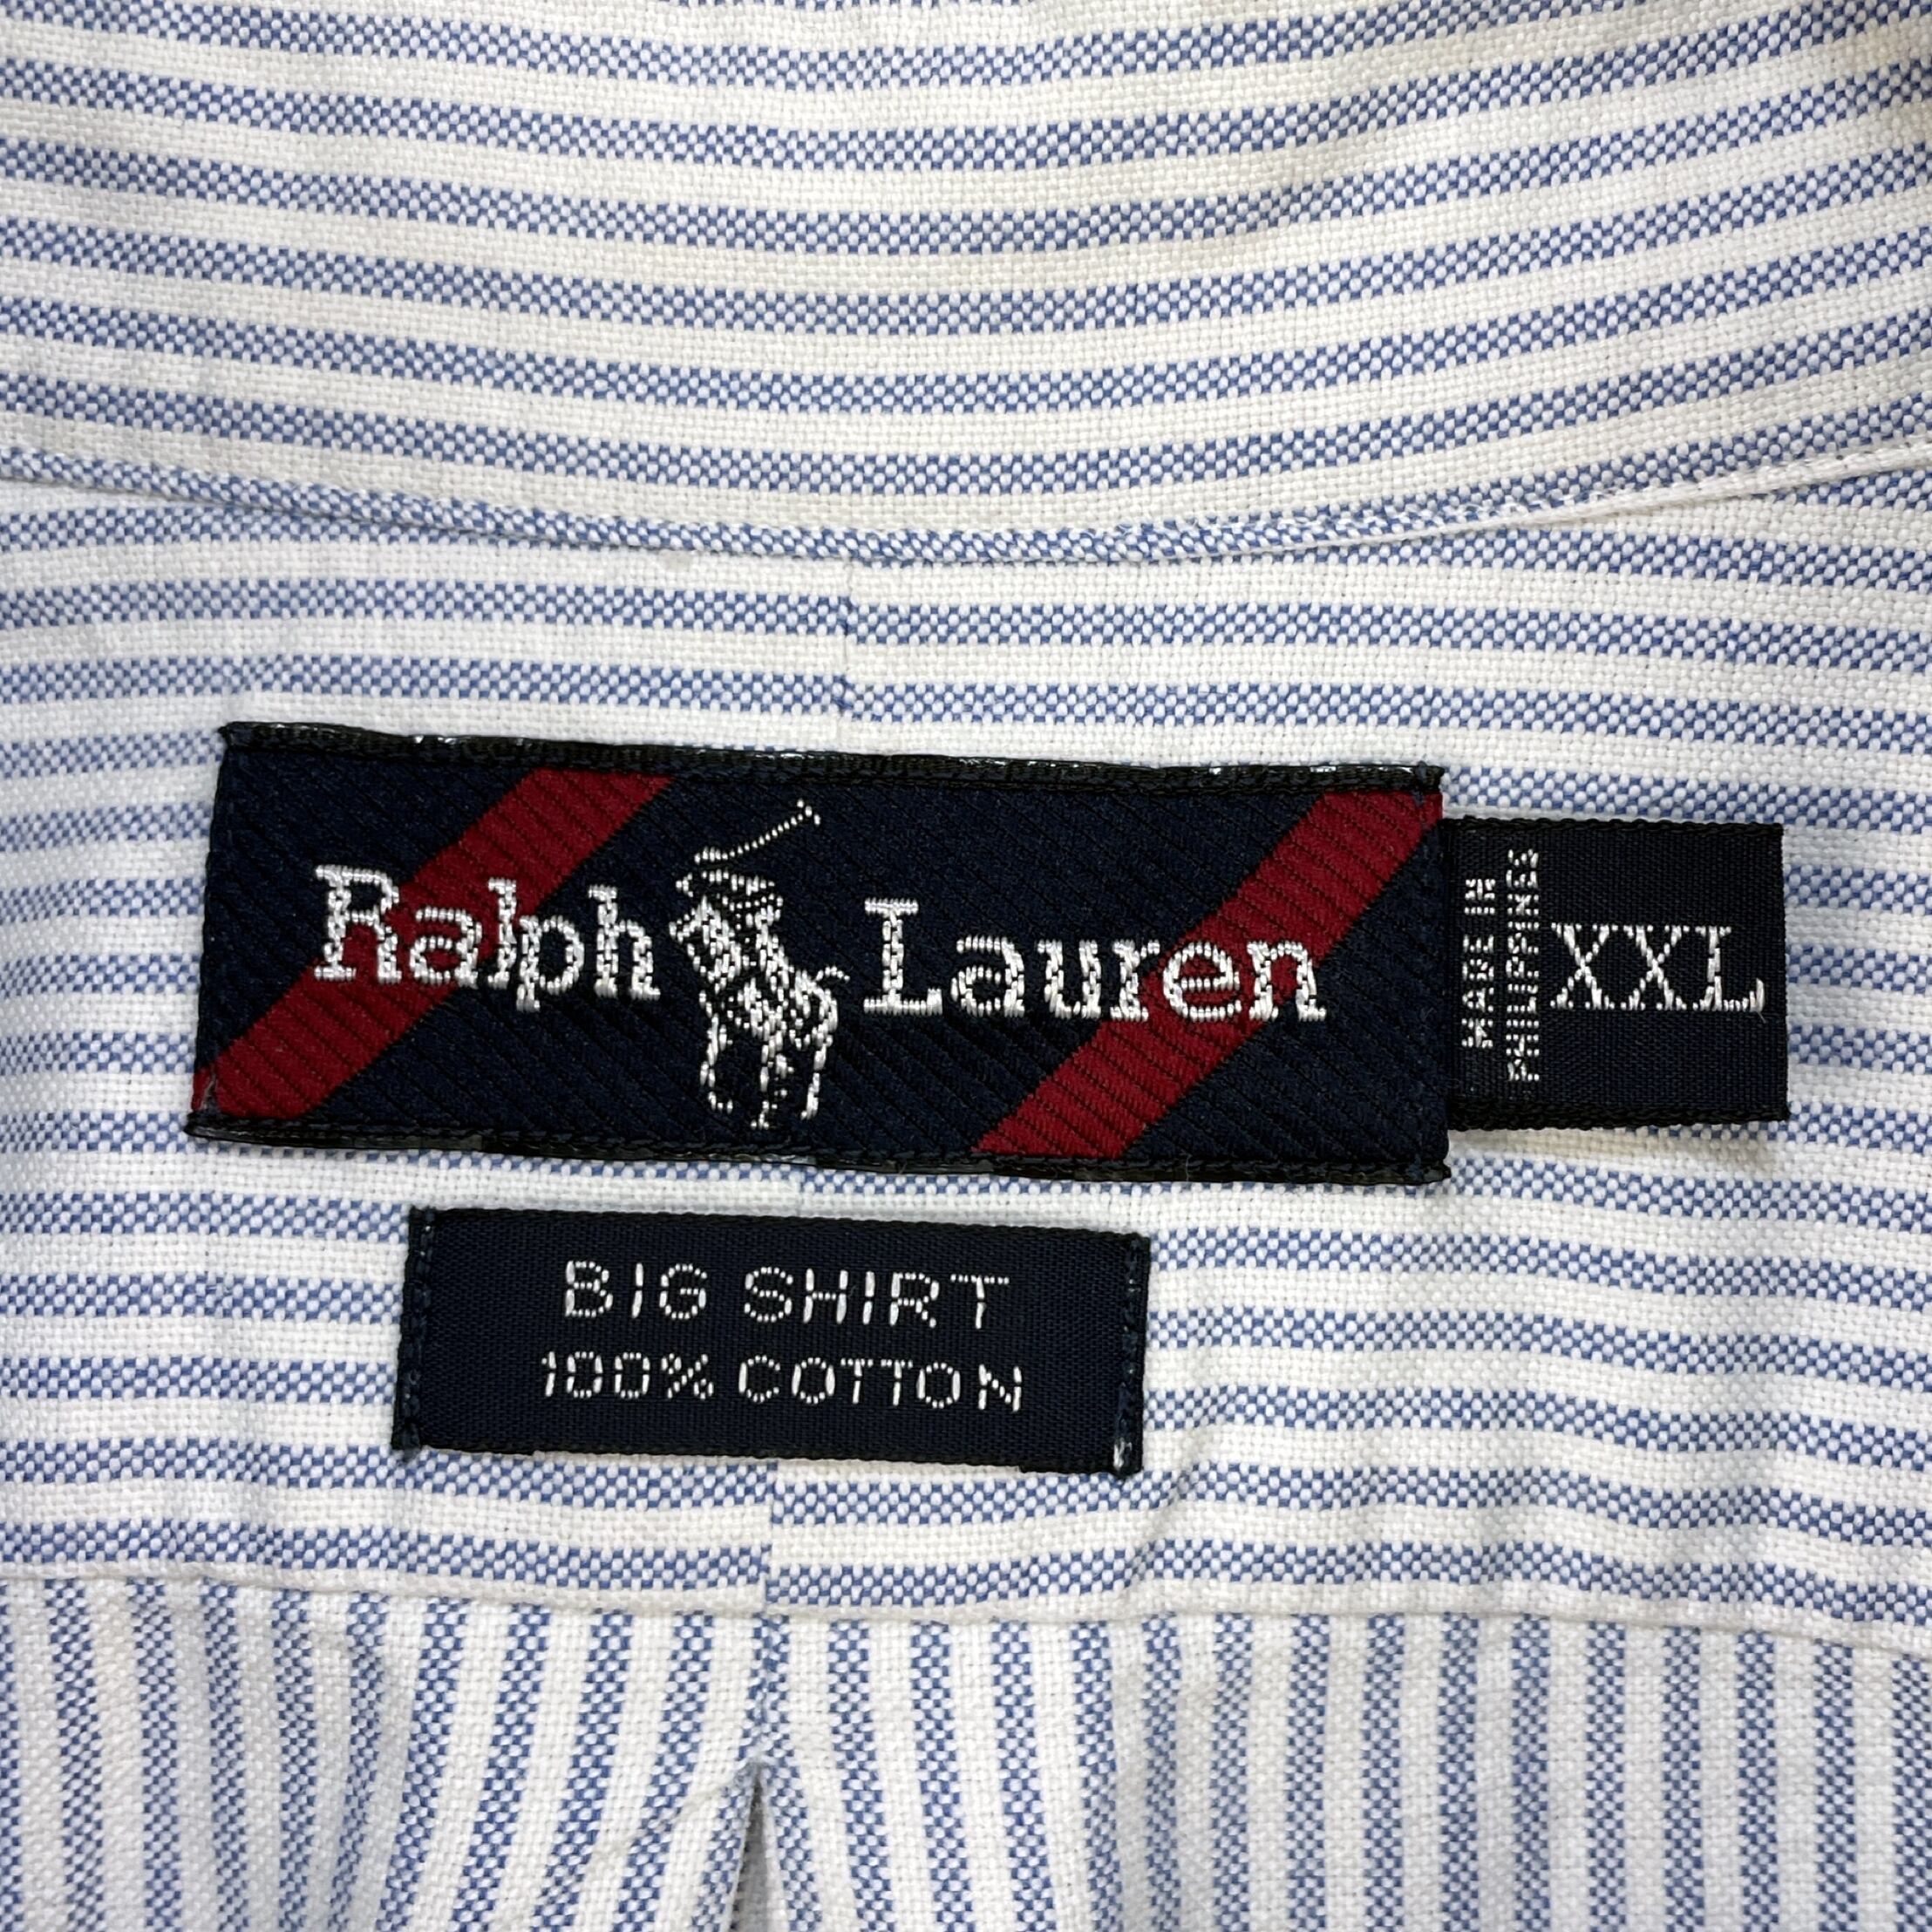 Ralph Lauren
MADE IN
PHILIPPINES
XXL
BIG SHIRT
100% COTTON